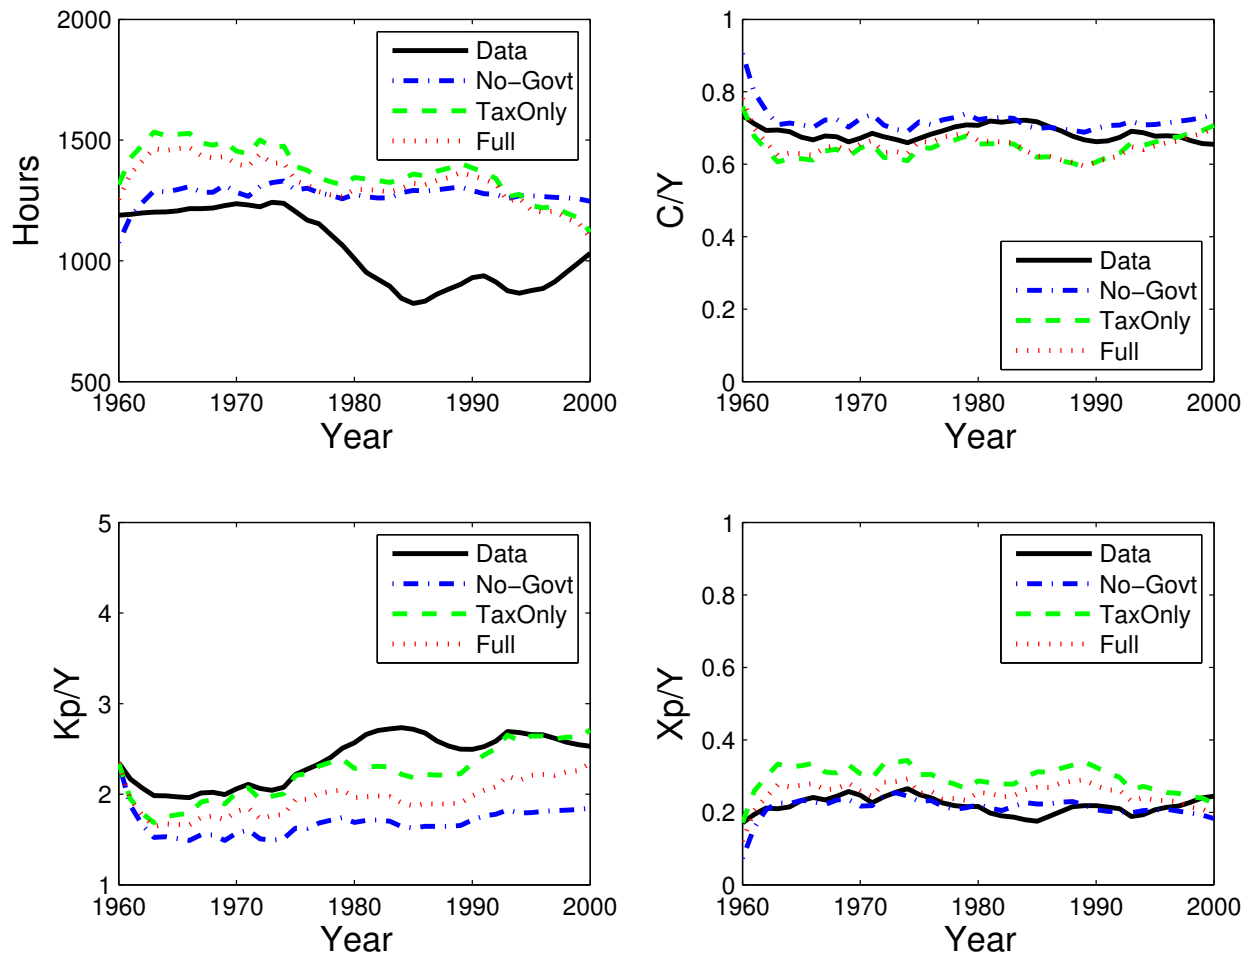 2000
1500
1000
500
Hours
Data
No-Govt
TaxOnly
Full
1960
1970
1980
1990
2000
Year
1
0.8
0.6
0.4
0.2
0
C/Y
Data
No-Govt
TaxOnly
Full
1960
1970
1980
1990
2000
Year
5
4
3
2
1
Kp/Y
Data
No-Govt
TaxOnly
Full
1960
1970
1980
1990
2000
Year
1
0.8
0.6
0.4
0.2
0
Xp/Y
Data
No-Govt
TaxOnly
Full
1960
1970
1980
1990
2000
Year